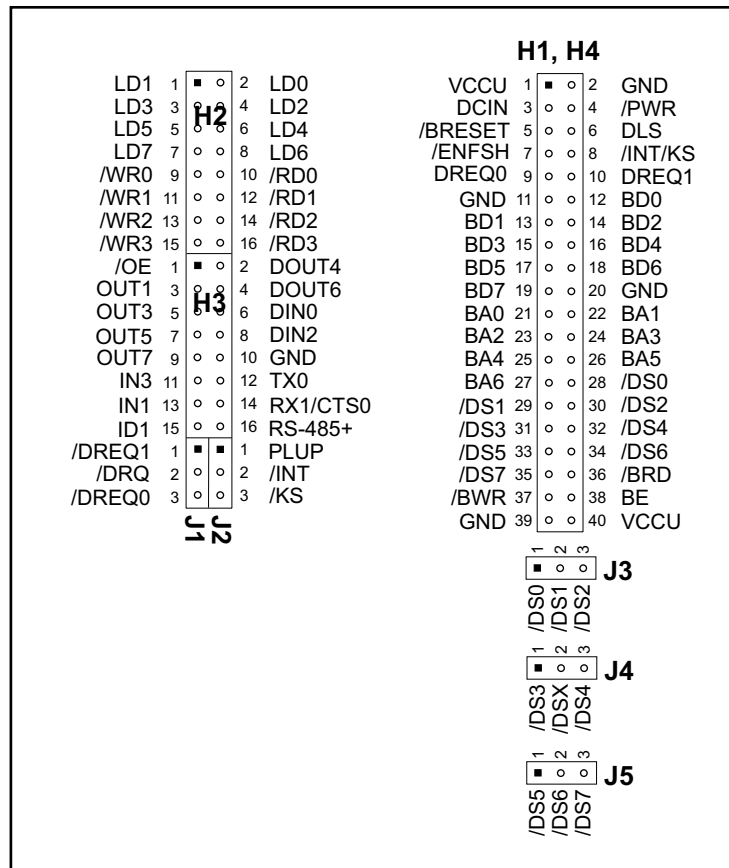 H1, H4
LD1 1 2 LD0
LD3 3 4 LD2
H2
LD5 5 6 LD4
LD7 7 8 LD6
/WR0 9 10 /RD0
/WR1 11 12 /RD1
/WR2 13 14 /RD2
/WR3 15 16 /RD3
/OE 1 2 DOUT4
OUT1 3 4 DOUT6
H3
OUT3 5 6 DIN0
OUT5 7 8 DIN2
OUT7 9 10 GND
IN3 11 12 TX0
IN1 13 14 RX1/CTS0
ID1 15 16 RS-485+
/DREQ1 1 1 PLUP
/DRQ 2 2 /INT
/DREQ0 3 3 /KS
J1 J2
VCCU 1 2 GND
DCIN 3 4 /PWR
/BRESET 5 6 DLS
/ENFSH 7 8 /INT/KS
DREQ0 9 10 DREQ1
GND 11 12 BD0
BD1 13 14 BD2
BD3 15 16 BD4
BD5 17 18 BD6
BD7 19 20 GND
BA0 21 22 BA1
BA2 23 24 BA3
BA4 25 26 BA5
BA6 27 28 /DS0
/DS1 29 30 /DS2
/DS3 31 32 /DS4
/DS5 33 34 /DS6
/DS7 35 36 /BRD
/BWR 37 38 BE
GND 39 40 VCCU
1 2 3
J3
/DS0 /DS1 /DS2
1 2 3
J4
/DS3 /DSX /DS4
1 2 3
J5
/DS5 /DS6 /DS7